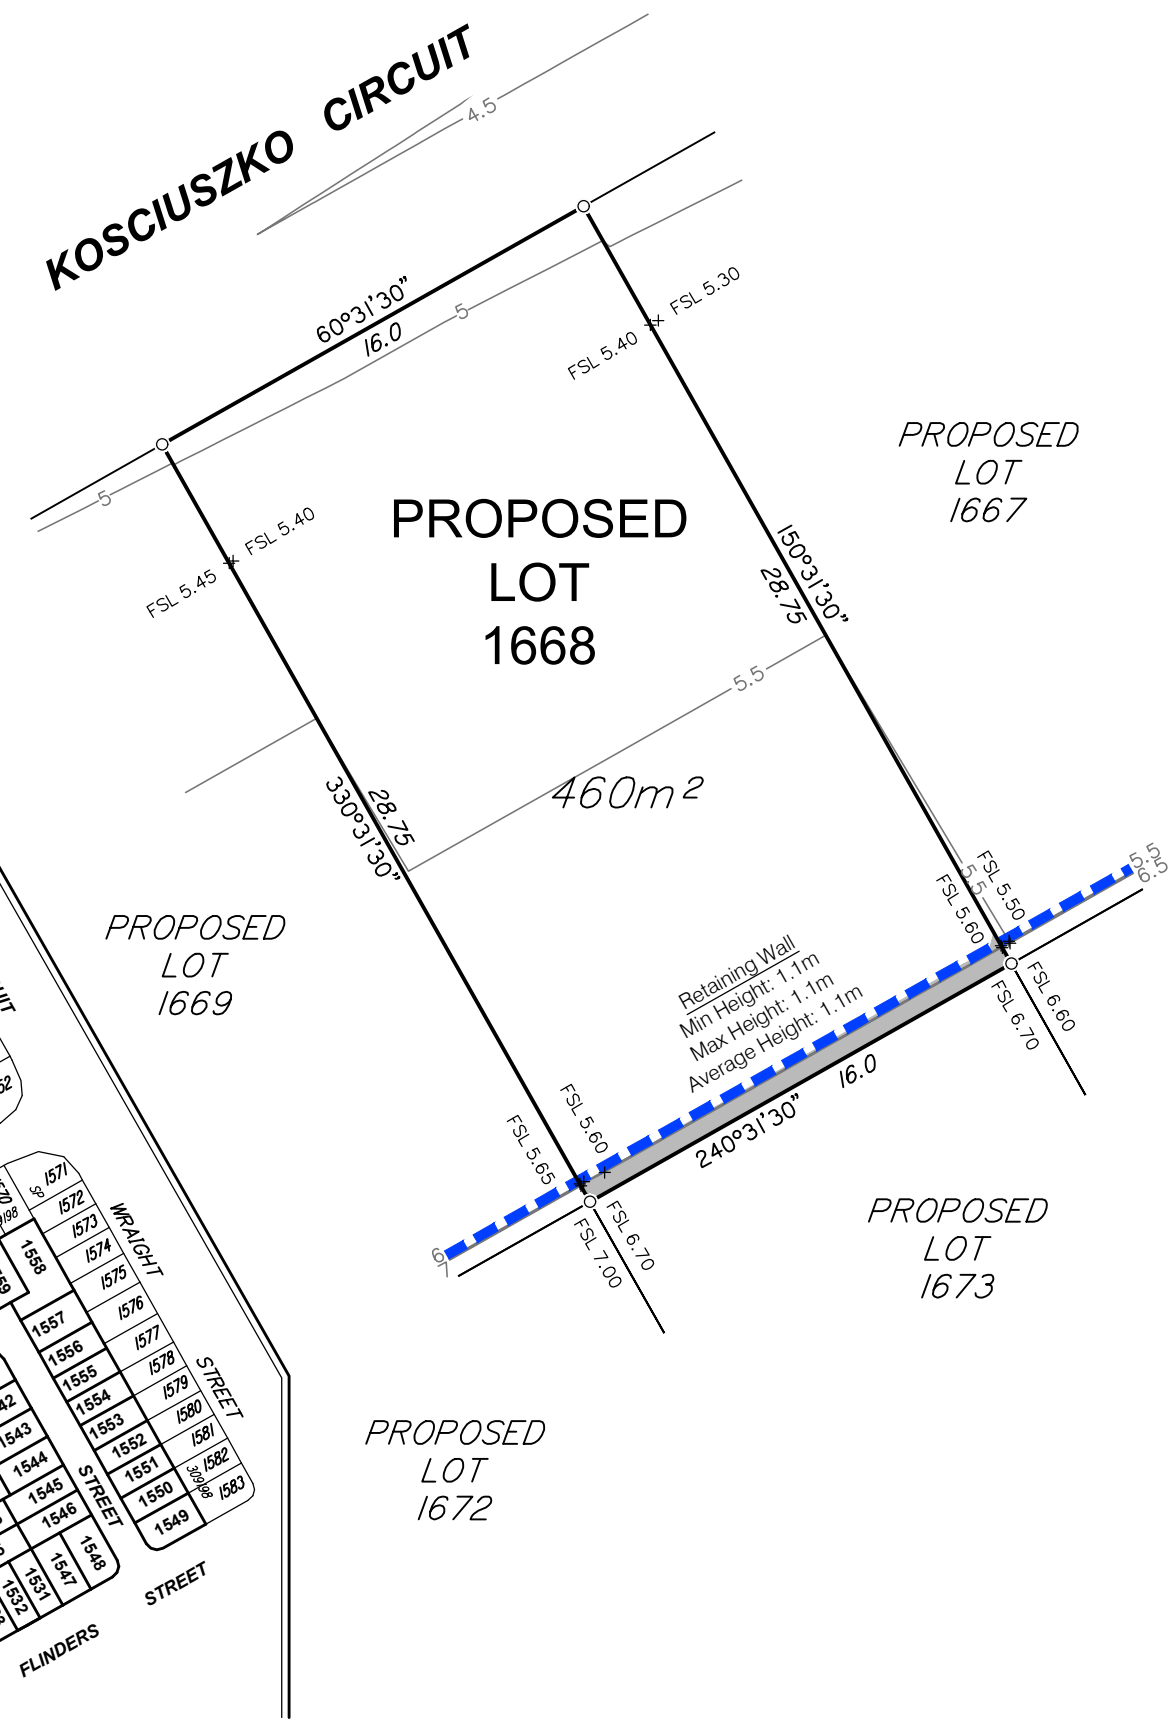 KOSCIUSZKO CIRCUIT
4.5
60°31'30"
16.0
5
5
FSL 5.30
FSL 5.40
FSL 5.40
FSL 5.45
PROPOSED
LOT
1668
PROPOSED
LOT
1667
150°31'30"
28.75
5.5
460m²
330°31'30"
28.75
PROPOSED
LOT
1669
5.5
FSL 5.50
FSL 5.60
5.5
6.5
Retaining Wall
Min Height: 1.1m
Max Height: 1.1m
Average Height: 1.1m
FSL 6.60
FSL 6.70
16.0
240°31'30"
FSL 5.60
FSL 5.65
6
7
FSL 6.70
FSL 7.00
PROPOSED
LOT
1673
PROPOSED
LOT
1672
1571
SP
1572
1573
1574
1575
1576
1577
1578
1579
1580
1581
1582
1583
309198
WRAIGHT STREET
1558
1557
1556
1555
1554
1553
1552
1551
1550
1549
STREET
1543
1544
1545
1546
1548
1547
1531
1532
FLINDERS STREET